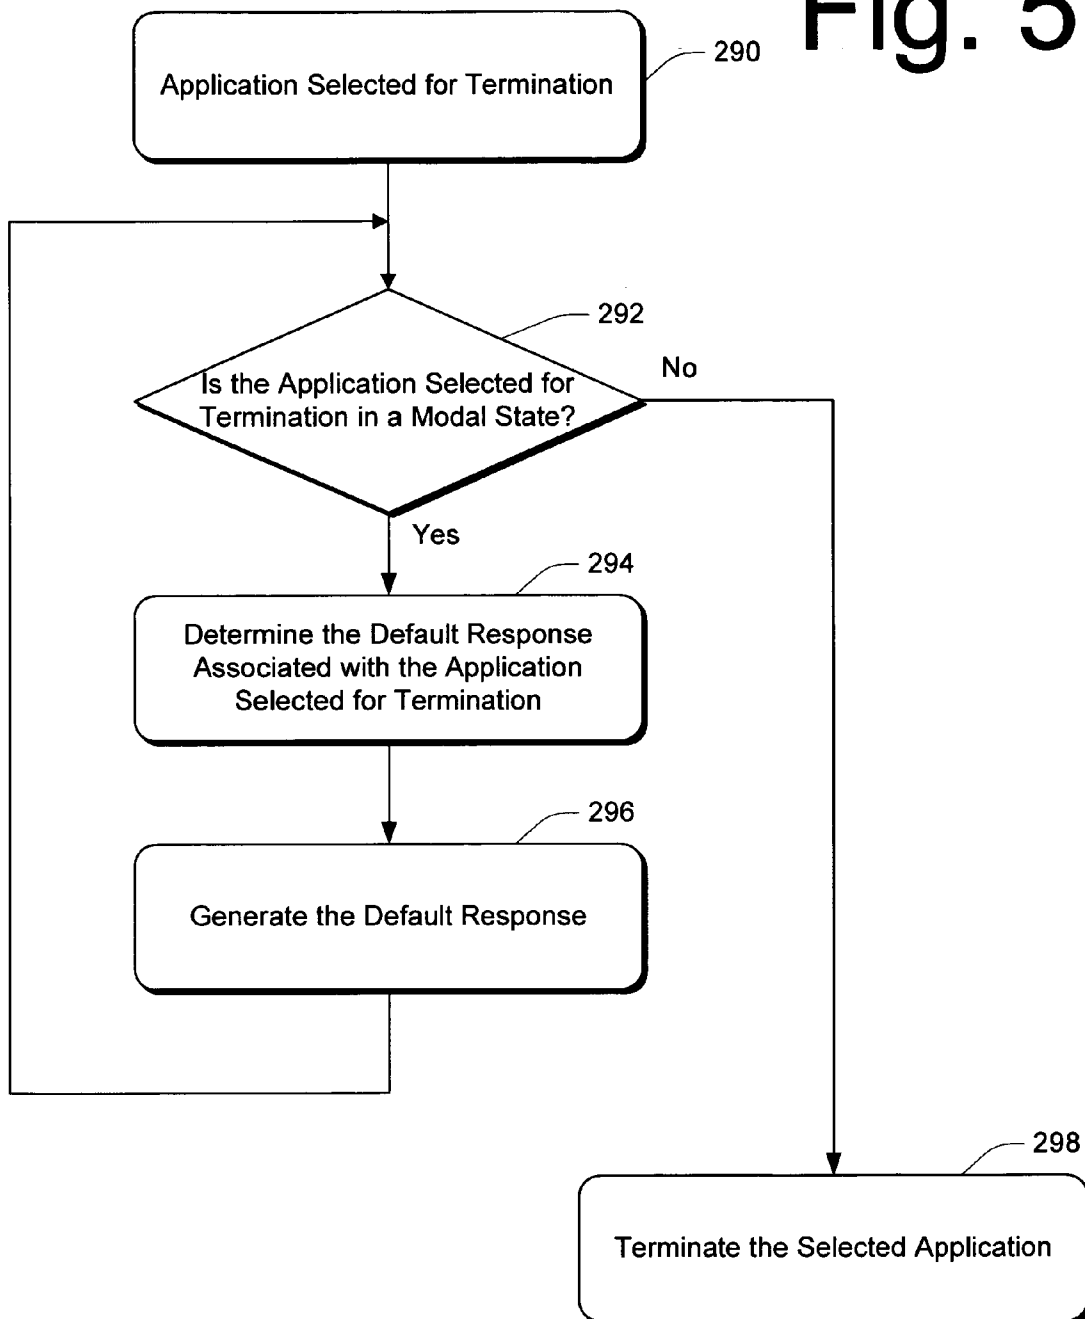 Fig. 5
290
Application Selected for Termination
292
Is the Application Selected for
Termination in a Modal State?
No
Yes
294
Determine the Default Response
Associated with the Application
Selected for Termination
296
Generate the Default Response
298
Terminate the Selected Application